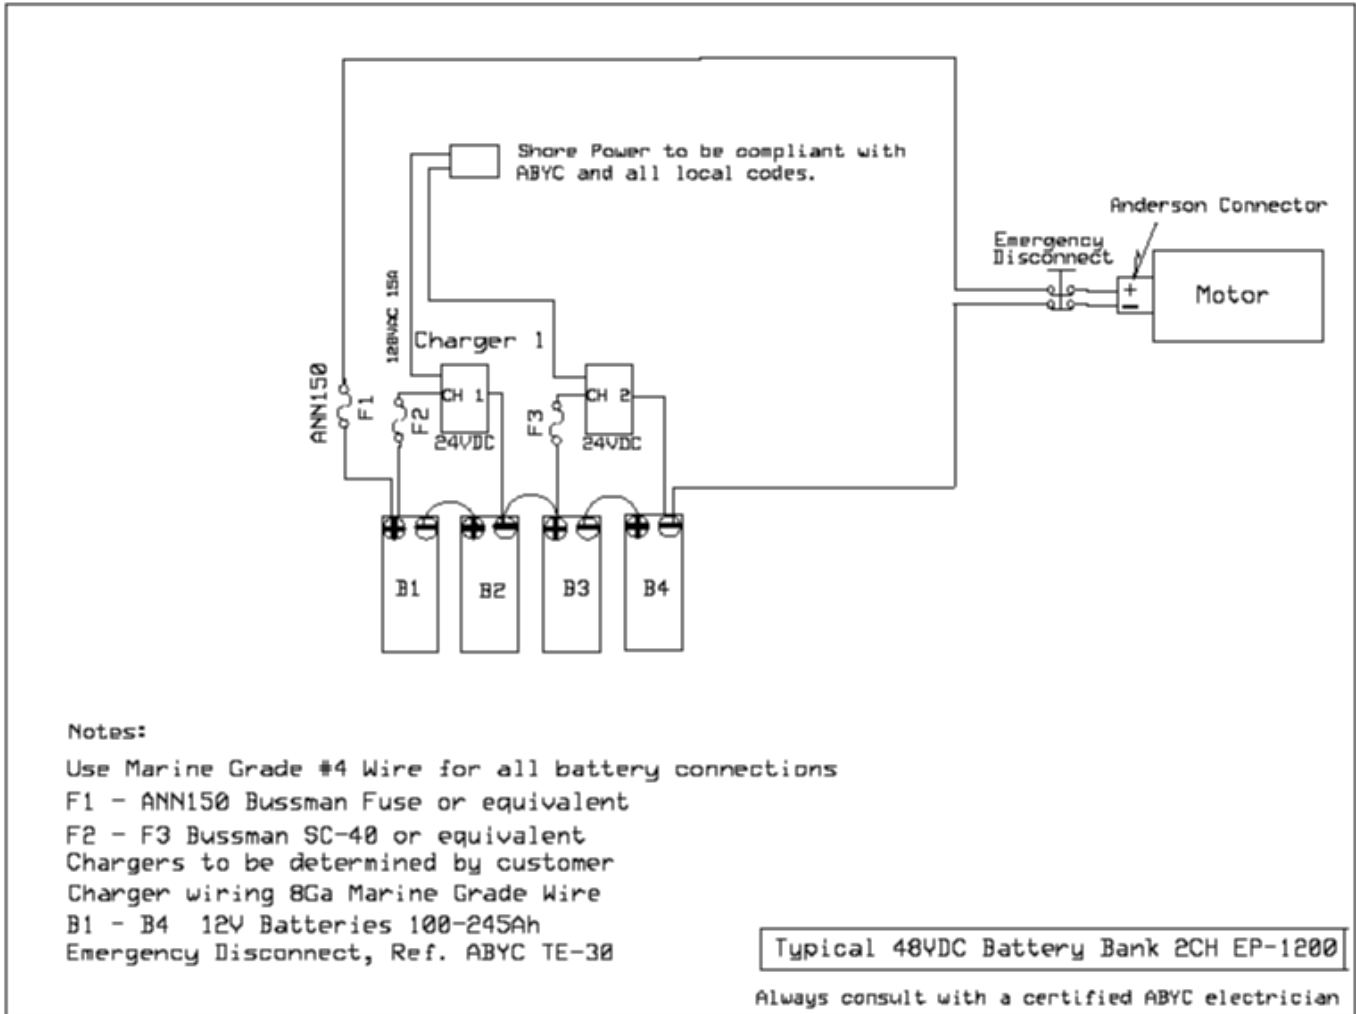 Shore Power to be compliant with
ABYC and all local codes.
Anderson Connector
Emergency
Disconnect
+
−
Motor
120VAC 15A
Charger 1
ANN150
F1
F2
CH 1
24VDC
F3
CH 2
24VDC
+ − + − + − + −
B1 B2 B3 B4
Notes:
Use Marine Grade #4 Wire for all battery connections
F1 - ANN150 Bussman Fuse or equivalent
F2 - F3 Bussman SC-40 or equivalent
Chargers to be determined by customer
Charger wiring 8Ga Marine Grade Wire
B1 - B4 12V Batteries 100-245Ah
Emergency Disconnect, Ref. ABYC TE-30
Typical 48VDC Battery Bank 2CH EP-1200
Always consult with a certified ABYC electrician